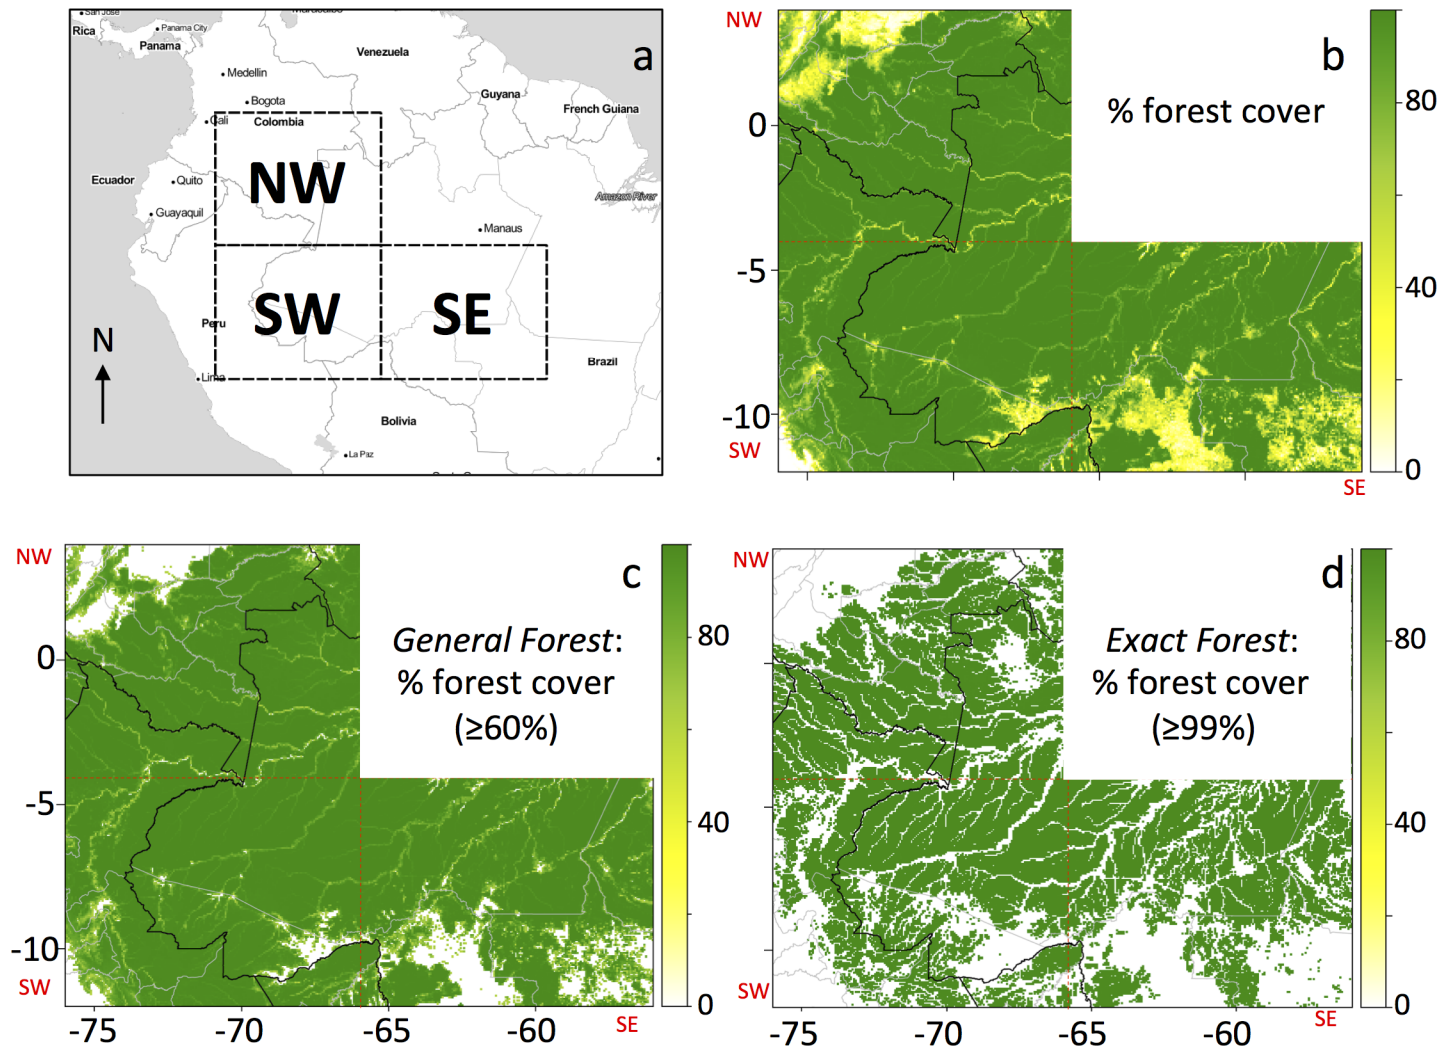 San José
Rica
Panama City
Panama
Venezuela
a
Medellin
Bogota
Guyana
French Guiana
Cali
Colombia
NW
Ecuador
Quito
Amazon River
Guayaquil
Manaus
SW
SE
Peru
N
Brazil
Lima
Bolivia
La Paz
NW
b
80
% forest cover
0
40
-5
-10
SW
0
SE
NW
c
General Forest:
80
0
% forest cover
(≥60%)
-5
40
-10
SW
0
-75
-70
-65
-60
SE
NW
d
Exact Forest:
80
% forest cover
(≥99%)
40
SW
0
SE
-75
-70
-65
-60